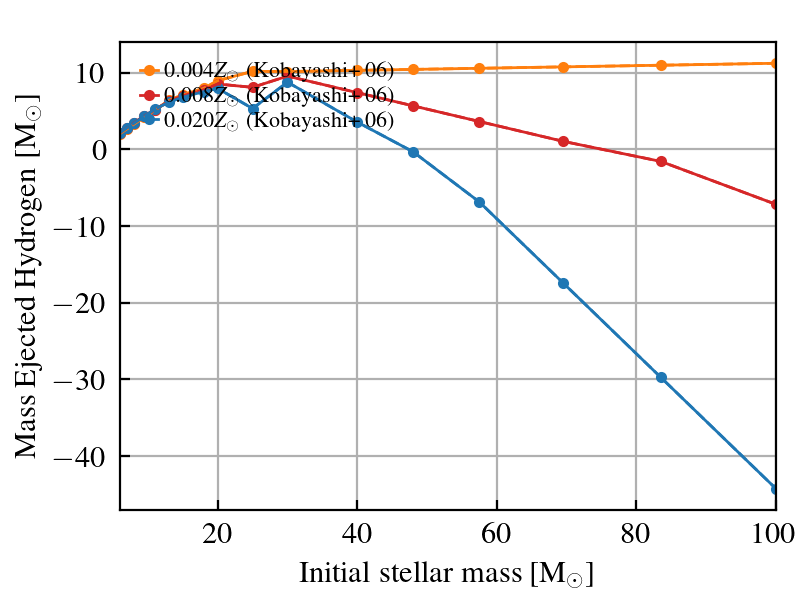 10
0
−10
−20
−30
−40
Mass Ejected Hydrogen [M☉]
0.004Z☉ (Kobayashi+06)
0.008Z☉ (Kobayashi+06)
0.020Z☉ (Kobayashi+06)
20 40 60 80 100
Initial stellar mass [M☉]